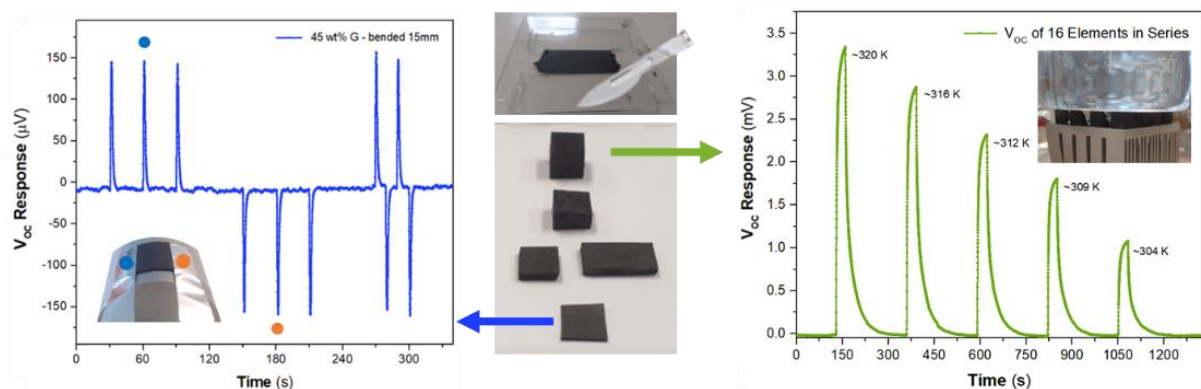 45 wt% G - bended 15mm
V_OC Response (µV)
150
100
50
0
-50
-100
-150
0
60
120
180
240
300
Time (s)
V_OC of 16 Elements in Series
V_OC Response (mV)
3.5
3.0
2.5
2.0
1.5
1.0
0.5
0.0
~320 K
~316 K
~312 K
~309 K
~304 K
0
150
300
450
600
750
900
1050
1200
Time (s)